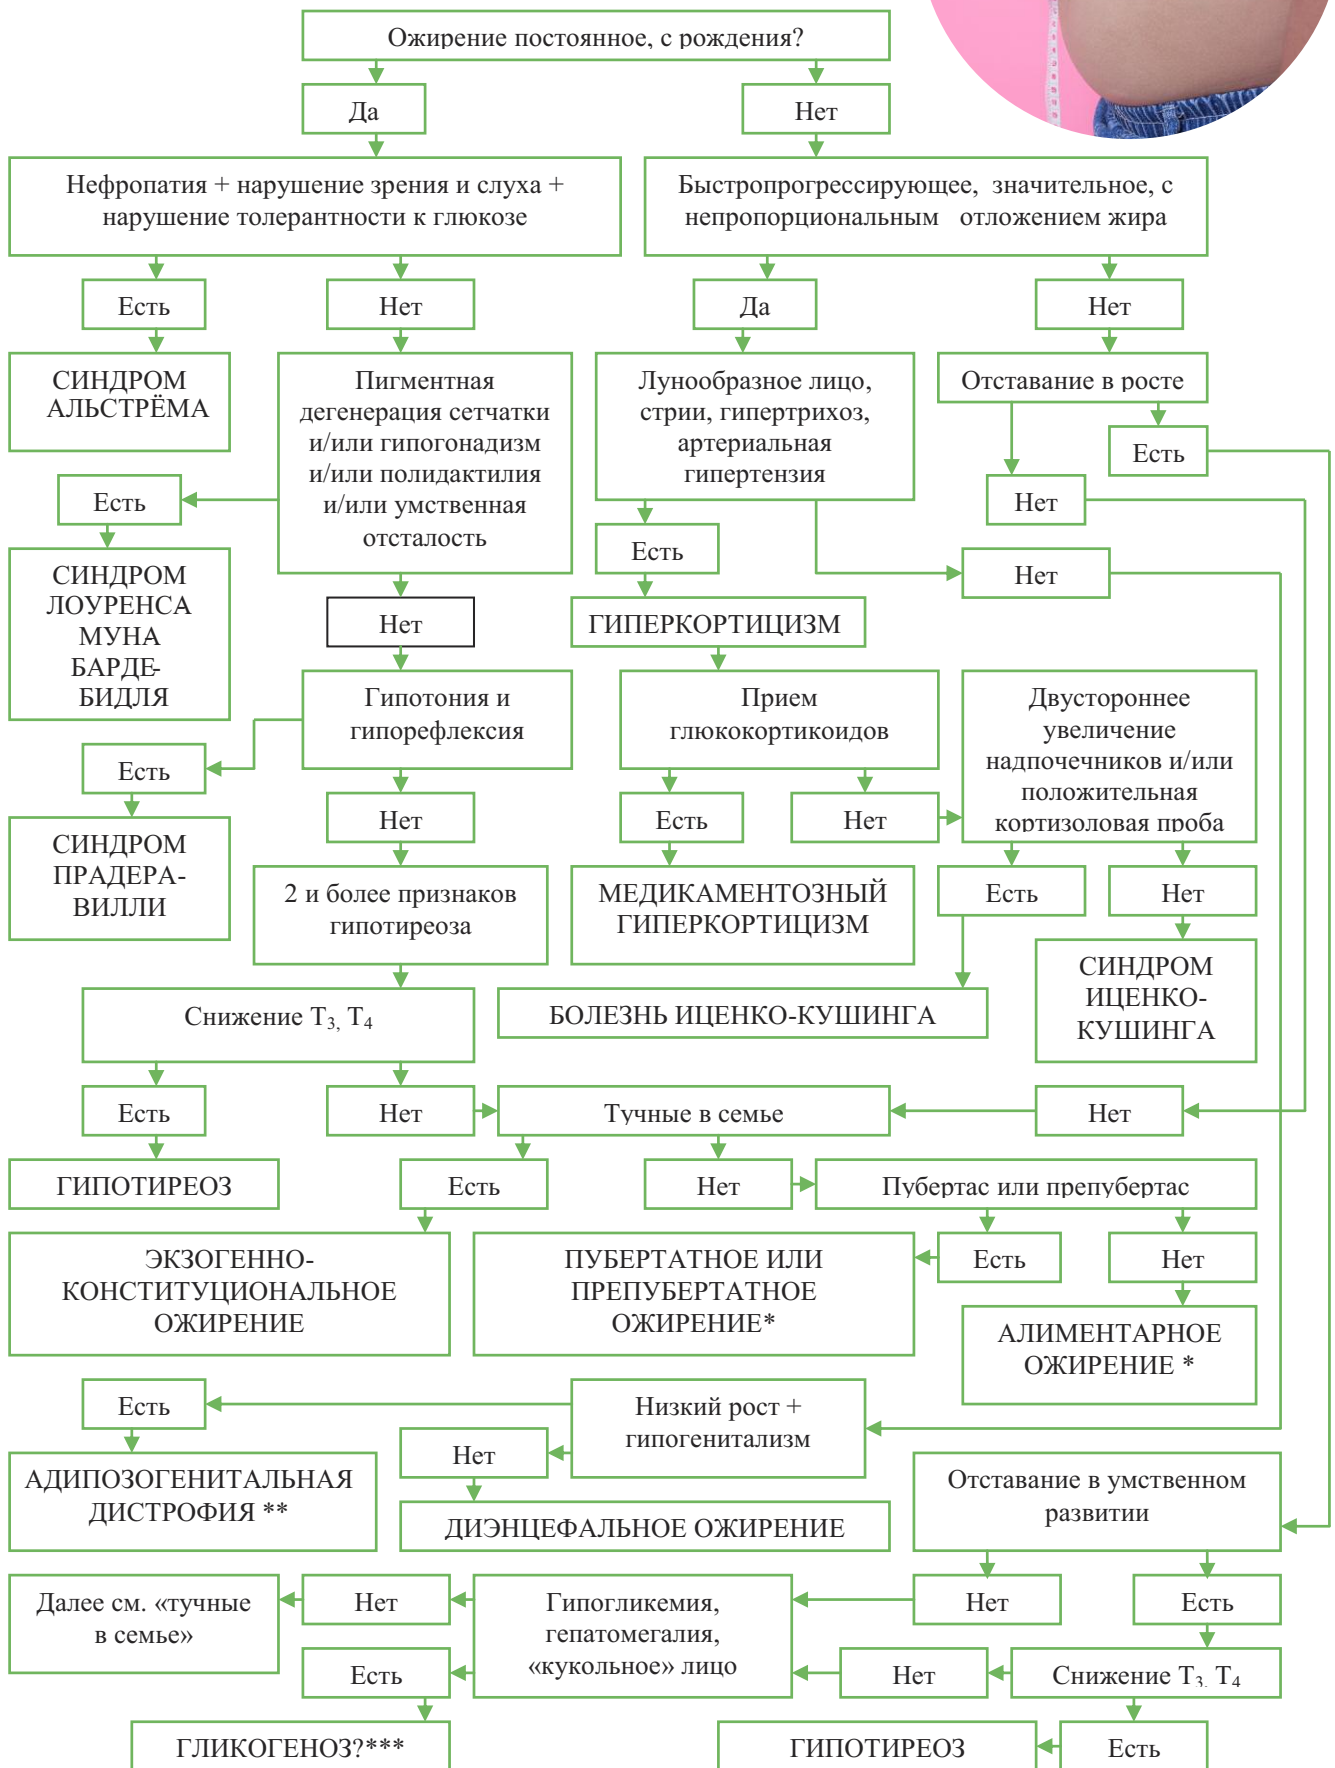 Ожирение постоянное, с рождения?
Да
Нет
Нефропатия + нарушение зрения и слуха +
нарушение толерантности к глюкозе
Быстропрогрессирующее, значительное, с
непропорциональным отложением жира
Есть
Нет
Да
Нет
СИНДРОМ
АЛЬСТРЁМА
Пигментная
дегенерация сетчатки
и/или гипогонадизм
и/или полидактилия
и/или умственная
отсталость
Лунообразное лицо,
стрии, гипертрихоз,
артериальная
гипертензия
Отставание в росте
Есть
Есть
Нет
Есть
Нет
СИНДРОМ
ЛОУРЕНСА
МУНА
БАРДЕ-
БИДЛЯ
Нет
ГИПЕРКОРТИЦИЗМ
Гипотония и
гипорефлексия
Прием
глюкокортикоидов
Двустороннее
увеличение
надпочечников и/или
положительная
кортизоловая проба
Есть
Нет
Есть
Нет
СИНДРОМ
ПРАДЕРА-
ВИЛЛИ
2 и более признаков
гипотиреоза
МЕДИКАМЕНТОЗНЫЙ
ГИПЕРКОРТИЦИЗМ
Есть
Нет
СИНДРОМ
ИЦЕНКО-
КУШИНГА
Снижение Т3, Т4
БОЛЕЗНЬ ИЦЕНКО-КУШИНГА
Есть
Нет
Тучные в семье
Нет
ГИПОТИРЕОЗ
Есть
Нет
Пубертас или препубертас
ЭКЗОГЕННО-
КОНСТИТУЦИОНАЛЬНОЕ
ОЖИРЕНИЕ
ПУБЕРТАТНОЕ ИЛИ
ПРЕПУБЕРТАТНОЕ
ОЖИРЕНИЕ*
Есть
Нет
АЛИМЕНТАРНОЕ
ОЖИРЕНИЕ *
Есть
Низкий рост +
гипогенитализм
Нет
АДИПОЗОГЕНИТАЛЬНАЯ
ДИСТРОФИЯ **
Отставание в умственном
развитии
ДИЭНЦЕФАЛЬНОЕ ОЖИРЕНИЕ
Далее см. «тучные
в семье»
Нет
Гипогликемия,
гепатомегалия,
«кукольное» лицо
Нет
Есть
Есть
Нет
Снижение Т3, Т4
ГЛИКОГЕНОЗ?***
ГИПОТИРЕОЗ
Есть